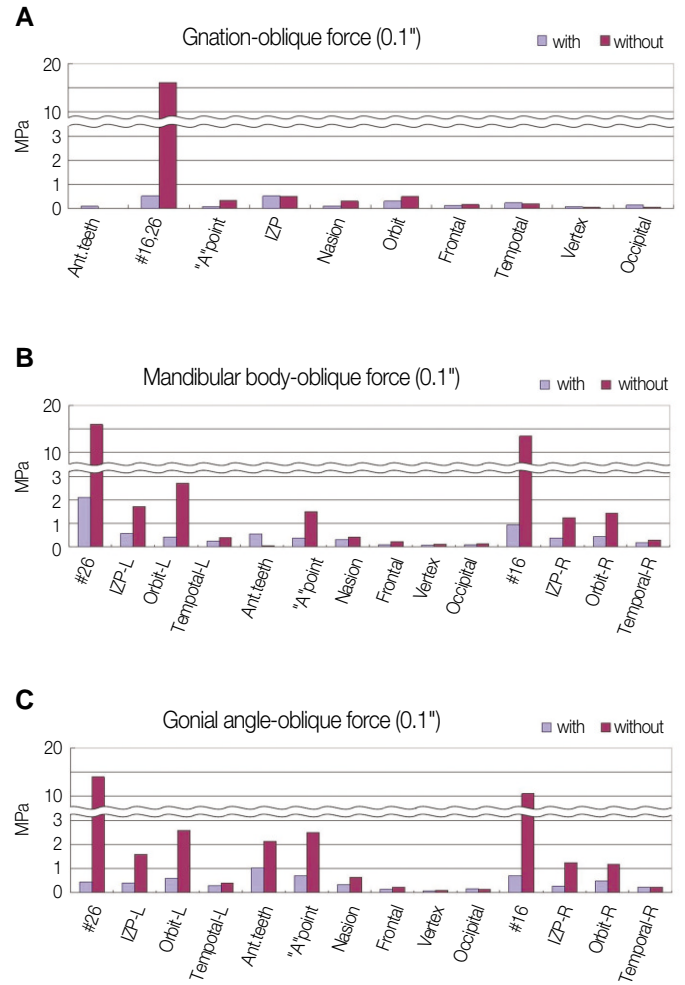 A
Gnation-oblique force (0.1")
with without
20
10
3
2
1
0
MPa
Ant.teeth #16,26 "A"point IZP Nasion Orbit Frontal Tempotal Vertex Occipital
B
Mandibular body-oblique force (0.1")
with without
20
10
3
2
1
0
MPa
#26 IZP-L Orbit-L Tempotal-L Ant.teeth "A"point Nasion Frontal Vertex Occipital #16 IZP-R Orbit-R Temporal-R
C
Gonial angle-oblique force (0.1")
with without
20
10
3
2
1
0
MPa
#26 IZP-L Orbit-L Tempotal-L Ant.teeth "A"point Nasion Frontal Vertex Occipital #16 IZP-R Orbit-R Temporal-R